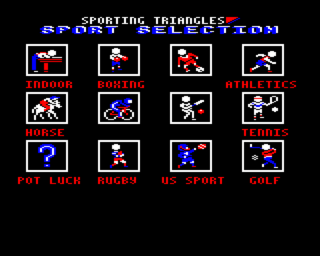 SPORTING TRIANGLES
SPORT SELECTION
INDOOR BOXING ATHLETICS
HORSE TENNIS
?
POT LUCK RUGBY US SPORT GOLF